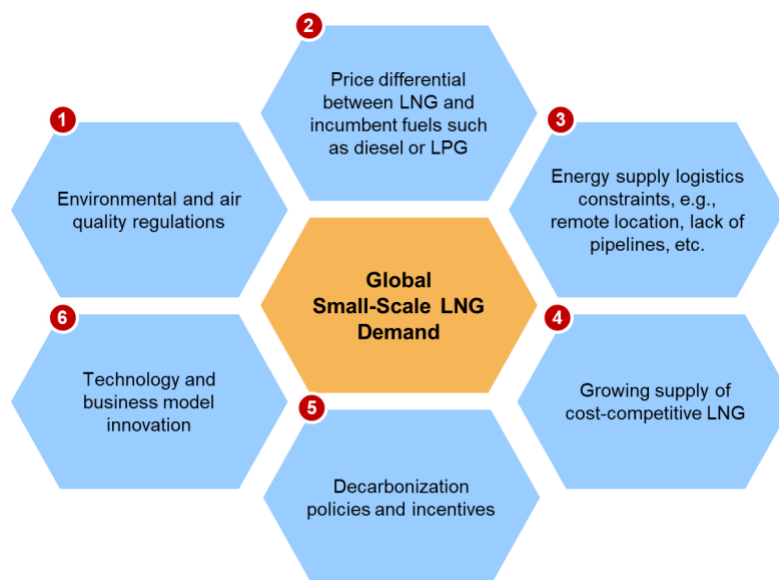 1
Environmental and air
quality regulations
2
Price differential
between LNG and
incumbent fuels such
as diesel or LPG
3
Energy supply logistics
constraints, e.g.,
remote location, lack of
pipelines, etc.
Global
Small-Scale LNG
Demand
4
Growing supply of
cost-competitive LNG
5
Decarbonization
policies and incentives
6
Technology and
business model
innovation